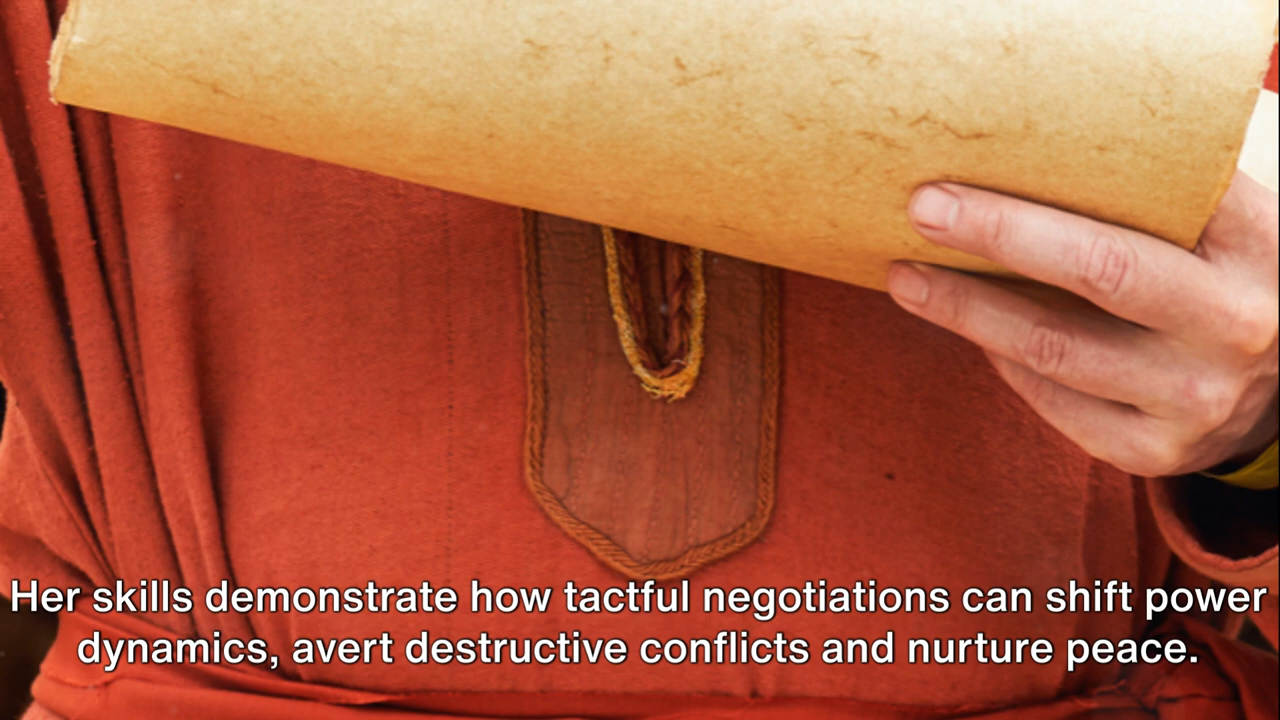 Her skills demonstrate how tactful negotiations can shift power
dynamics, avert destructive conflicts and nurture peace.